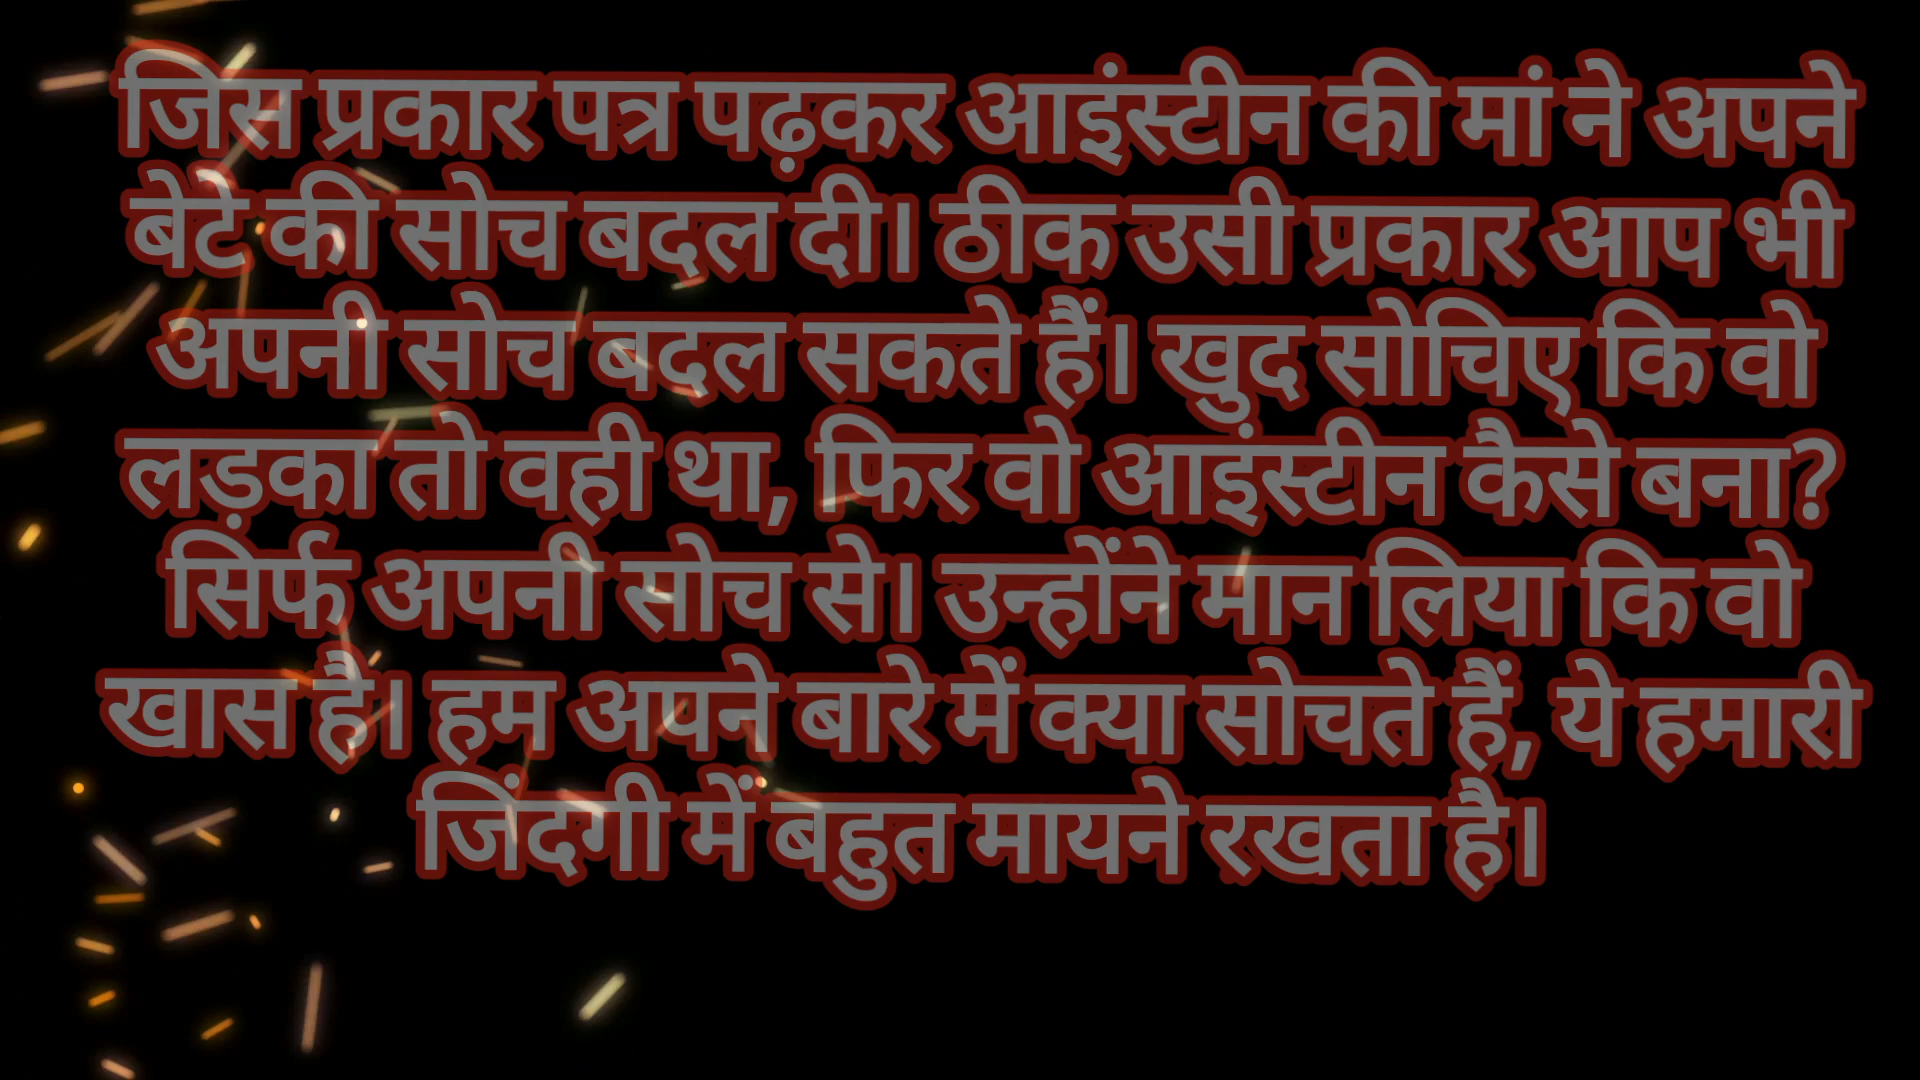 जिस प्रकार पत्र पढ़कर आइंस्टीन की मां ने अपने
बेटे की सोच बदल दी। ठीक उसी प्रकार आप भी
अपनी सोच बदल सकते हैं। खुद सोचिए कि वो
लड़का तो वही था, फिर वो आइंस्टीन कैसे बना?
सिर्फ अपनी सोच से। उन्होंने मान लिया कि वो
खास है। हम अपने बारे में क्या सोचते हैं, ये हमारी
जिंदगी में बहुत मायने रखता है।